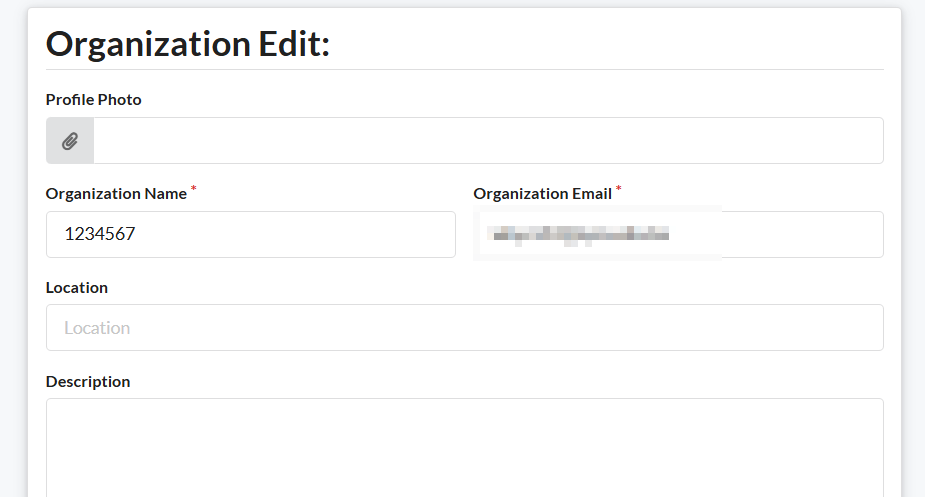 Organization Edit:
Profile Photo
Organization Name * Organization Email *
1234567
Location
Location
Description